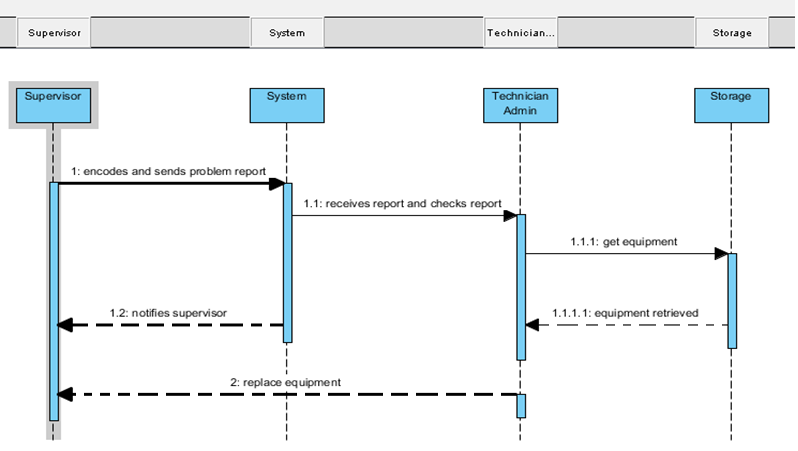 Supervisor
System
Technician...
Storage
Supervisor
System
Technician
Admin
Storage
1: encodes and sends problem report
1.1: receives report and checks report
1.1.1: get equipment
1.2: notifies supervisor
1.1.1.1: equipment retrieved
2: replace equipment